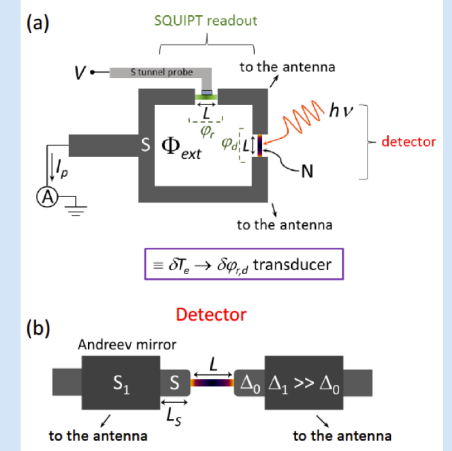 (a)
SQUIPT readout
V
S tunnel probe
to the antenna
L
φr
hν
S Φext
φd L
detector
Ip
N
A
to the antenna
≡ δTe → δφr,d transducer
(b)
Detector
Andreev mirror
L
S1 S Δ0 Δ1 >> Δ0
LS
to the antenna to the antenna